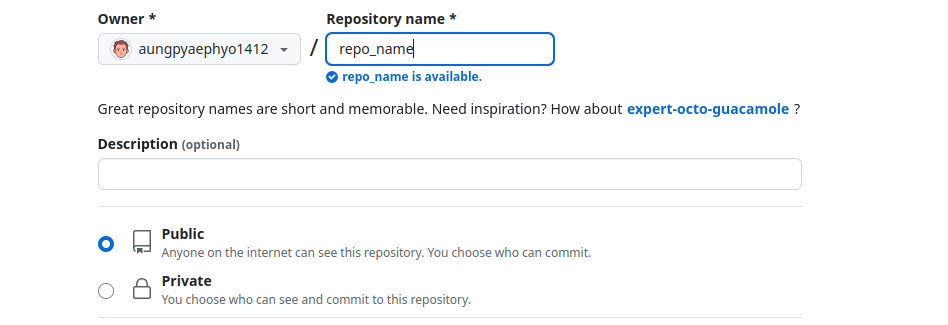 Owner * Repository name *
aungpyaephyo1412 / repo_name
repo_name is available.
Great repository names are short and memorable. Need inspiration? How about expert-octo-guacamole ?
Description (optional)
Public
Anyone on the internet can see this repository. You choose who can commit.
Private
You choose who can see and commit to this repository.